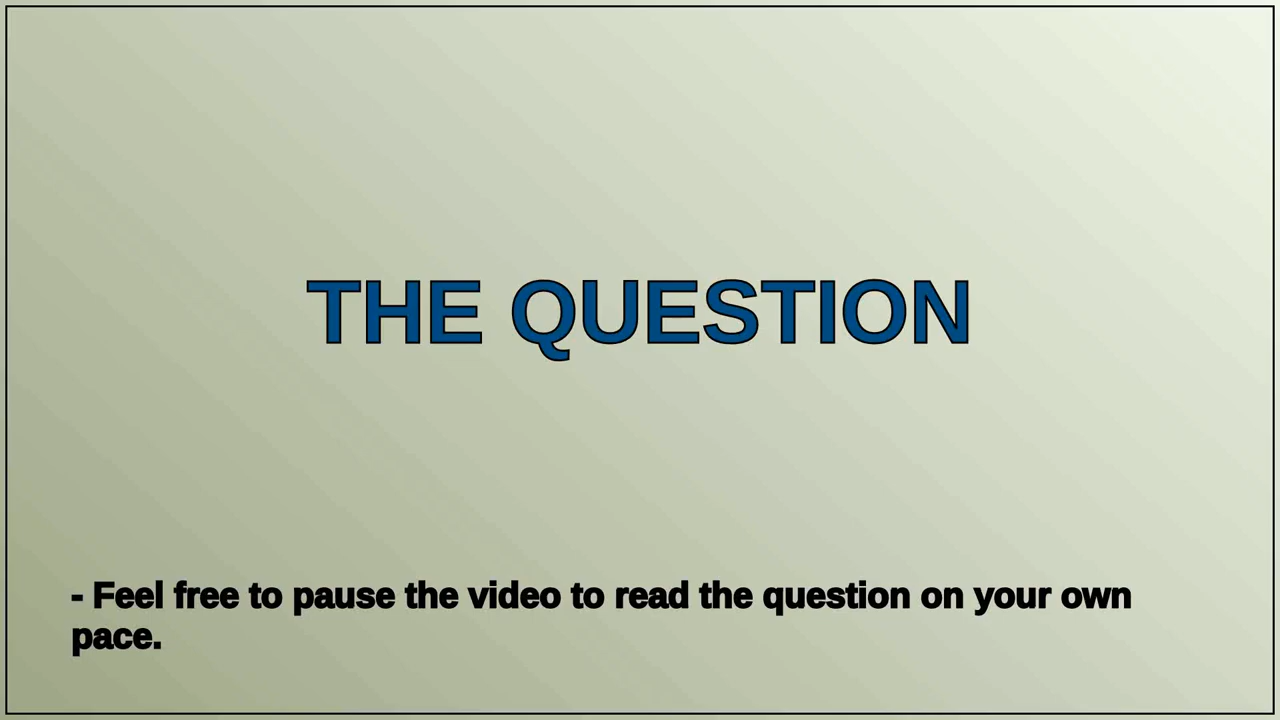 THE QUESTION
- Feel free to pause the video to read the question on your own
pace.